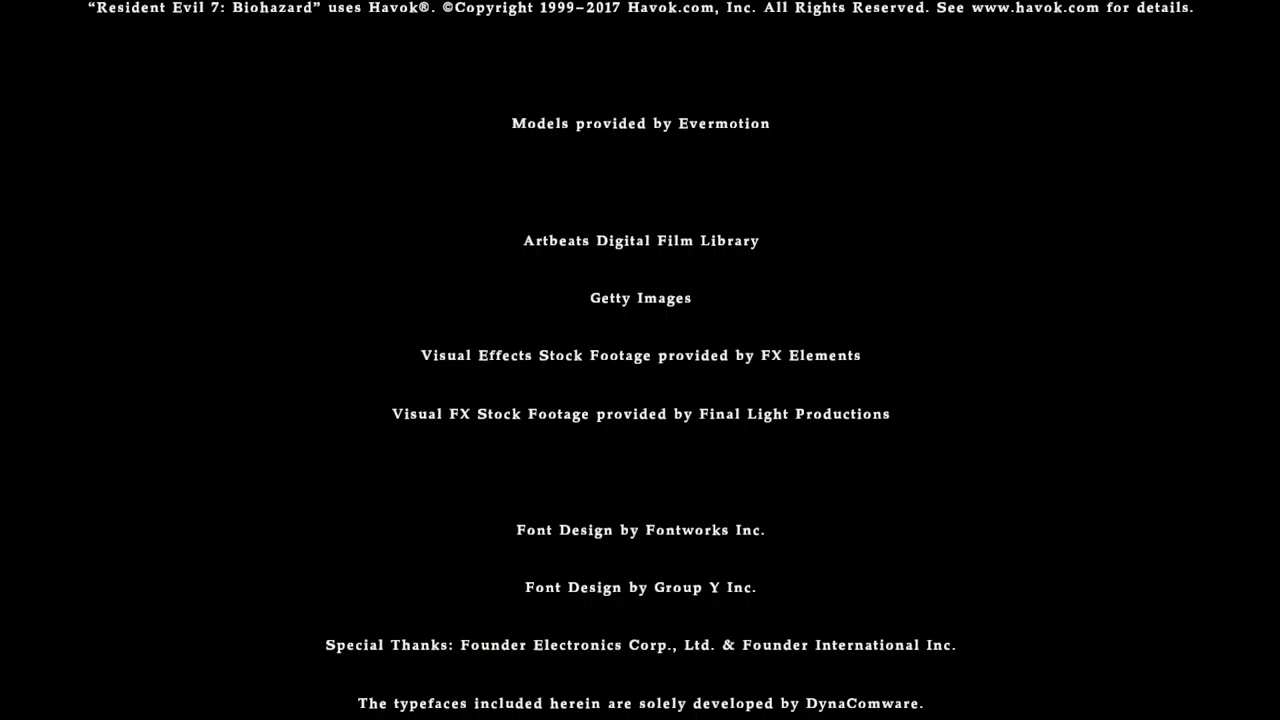 “Resident Evil 7: Biohazard” uses Havok®. ©Copyright 1999–2017 Havok.com, Inc. All Rights Reserved. See www.havok.com for details.
Models provided by Evermotion
Artbeats Digital Film Library
Getty Images
Visual Effects Stock Footage provided by FX Elements
Visual FX Stock Footage provided by Final Light Productions
Font Design by Fontworks Inc.
Font Design by Group Y Inc.
Special Thanks: Founder Electronics Corp., Ltd. & Founder International Inc.
The typefaces included herein are solely developed by DynaComware.